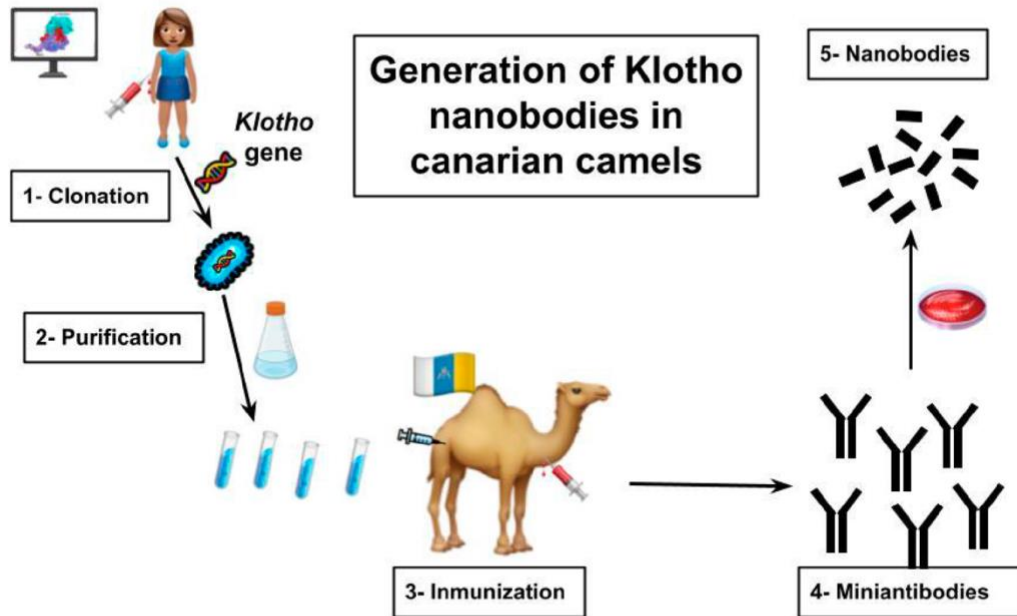 Generation of Klotho
nanobodies in
canarian camels
Klotho
gene
1- Clonation
2- Purification
3- Inmunization
4- Miniantibodies
5- Nanobodies